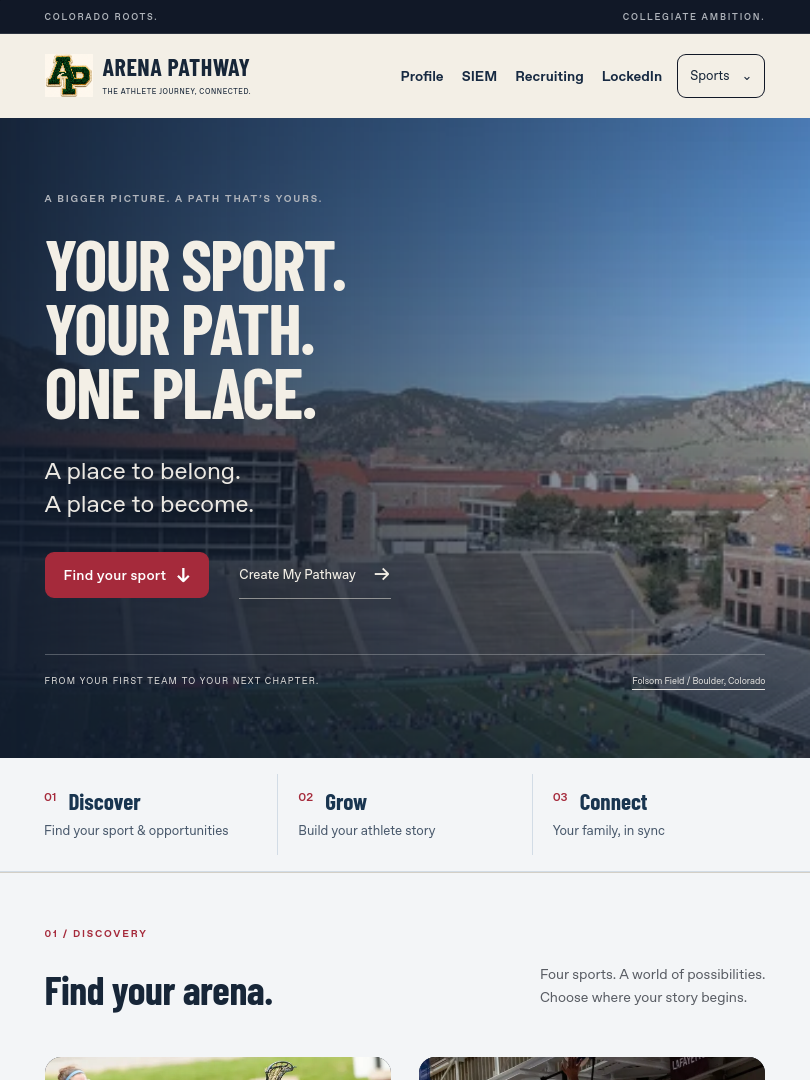 COLORADO ROOTS.
COLLEGIATE AMBITION.
AP
ARENA PATHWAY
THE ATHLETE JOURNEY, CONNECTED.
Profile
SIEM
Recruiting
LockedIn
Sports
A BIGGER PICTURE. A PATH THAT'S YOURS.
YOUR SPORT.
YOUR PATH.
ONE PLACE.
A place to belong.
A place to become.
Find your sport
Create My Pathway
FROM YOUR FIRST TEAM TO YOUR NEXT CHAPTER.
Folsom Field / Boulder, Colorado
01 Discover
Find your sport & opportunities
02 Grow
Build your athlete story
03 Connect
Your family, in sync
01 / DISCOVERY
Find your arena.
Four sports. A world of possibilities.
Choose where your story begins.
LAFAYET